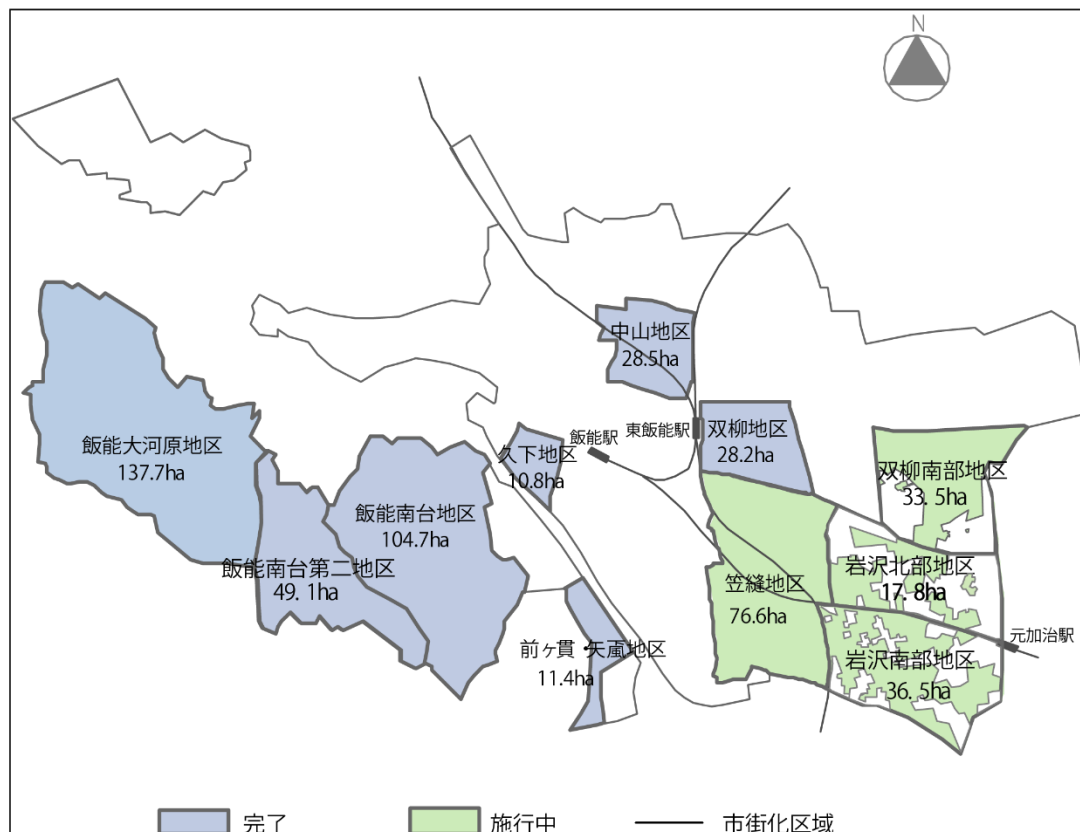 N
中山地区
28.5ha
飯能大河原地区
137.7ha
久下地区
10.8ha
飯能駅
東飯能駅
双柳地区
28.2ha
双柳南部地区
33.5ha
飯能南台地区
104.7ha
飯能南台第二地区
49.1ha
笠縫地区
76.6ha
岩沢北部地区
17.8ha
元加治駅
前ヶ貫・矢颪地区
11.4ha
岩沢南部地区
36.5ha
完了
施行中
市街化区域